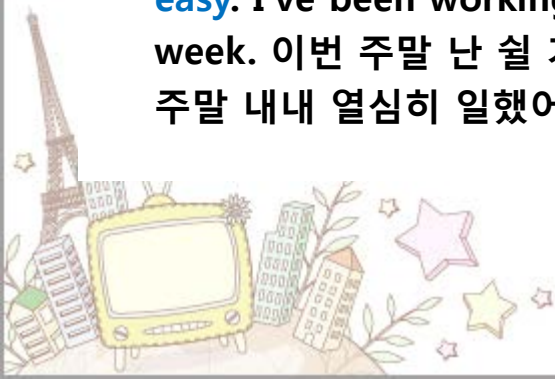 easy. I've been working
week. 이번 주말 난 쉴
주말 내내 열심히 일했어